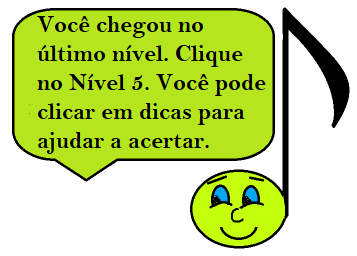 Você chegou no
último nível. Clique
no Nível 5. Você pode
clicar em dicas para
ajudar a acertar.